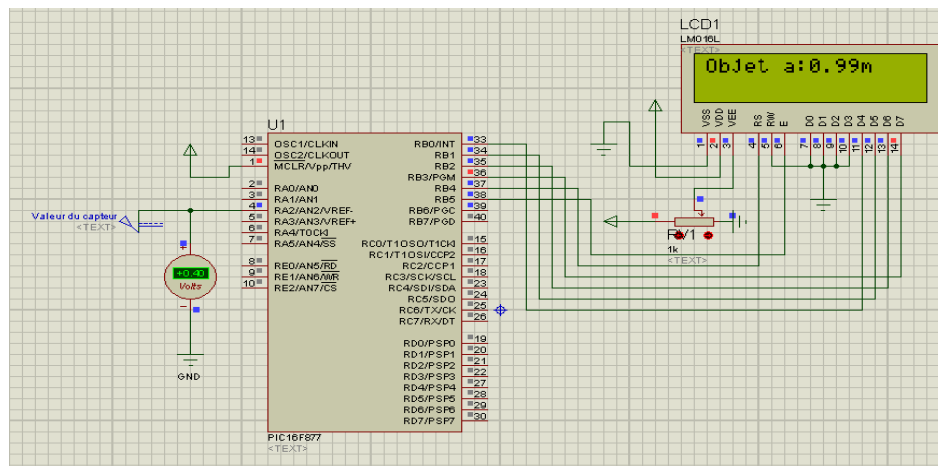 LCD1
LM016L
<TEXT>
Objet a:0.99m
VSS VDD VEE RS RW E D0 D1 D2 D3 D4 D5 D6 D7
1 2 3 4 5 6 7 8 9 10 11 12 13 14
U1
13 OSC1/CLKIN RB0/INT 33
14 OSC2/CLKOUT RB1 34
1 MCLR/Vpp/THV RB2 35
RB3/PGM 36
2 RA0/AN0 RB4 37
3 RA1/AN1 RB5 38
4 RA2/AN2/VREF- RB6/PGC 39
5 RA3/AN3/VREF+ RB7/PGD 40
6 RA4/T0CKI
7 RA5/AN4/SS RC0/T1OSO/T1CKI 15
RC1/T1OSI/CCP2 16
8 RE0/AN5/RD RC2/CCP1 17
9 RE1/AN6/WR RC3/SCK/SCL 18
10 RE2/AN7/CS RC4/SDI/SDA 23
RC5/SDO 24
RC6/TX/CK 25
RC7/RX/DT 26
RD0/PSP0 19
RD1/PSP1 20
RD2/PSP2 21
RD3/PSP3 22
RD4/PSP4 27
RD5/PSP5 28
RD6/PSP6 29
RD7/PSP7 30
PIC16F877
<TEXT>
Valeur du capteur
<TEXT>
+0.40
Volts
GND
RV1
1k
<TEXT>